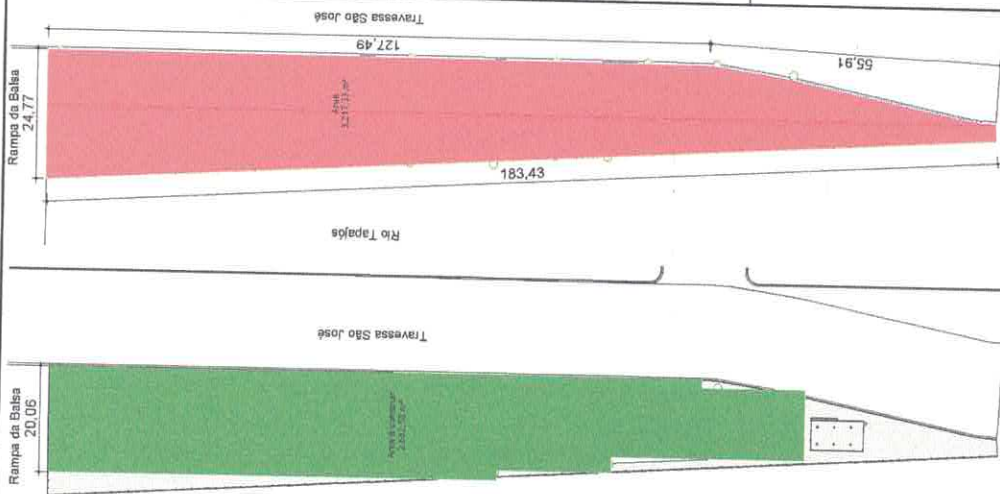 Travessa São José
127,49
55,91
Rampa da Balsa
24,77
Área
183,43
Rio Tapajós
Travessa São José
Rampa da Balsa
20,06